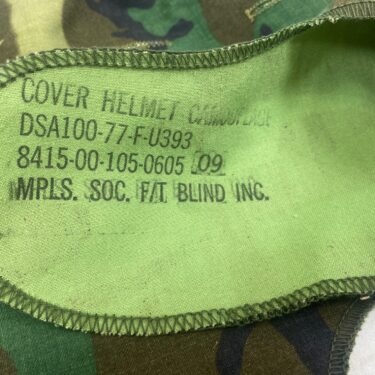 COVER HELMET CAMOUFLAGE
DSA100-77-F-U393
8415-00-105-0605 09
MPLS. SOC. F/T BLIND INC.